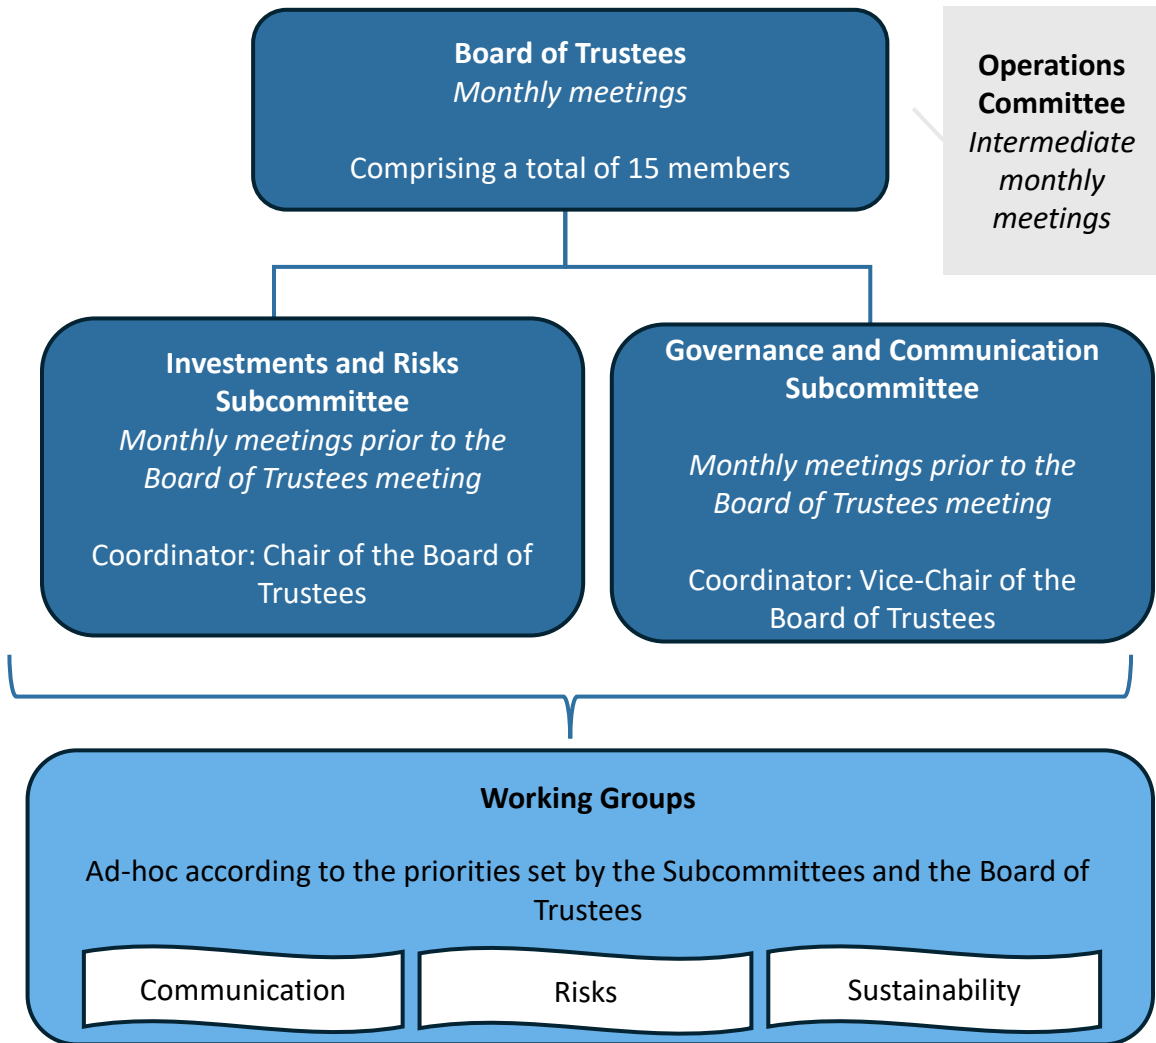 Board of Trustees
Monthly meetings
Comprising a total of 15 members
Operations
Committee
Intermediate
monthly
meetings
Investments and Risks
Subcommittee
Monthly meetings prior to the
Board of Trustees meeting
Coordinator: Chair of the Board of
Trustees
Governance and Communication
Subcommittee
Monthly meetings prior to the
Board of Trustees meeting
Coordinator: Vice-Chair of the
Board of Trustees
Working Groups
Ad-hoc according to the priorities set by the Subcommittees and the Board of
Trustees
Communication
Risks
Sustainability